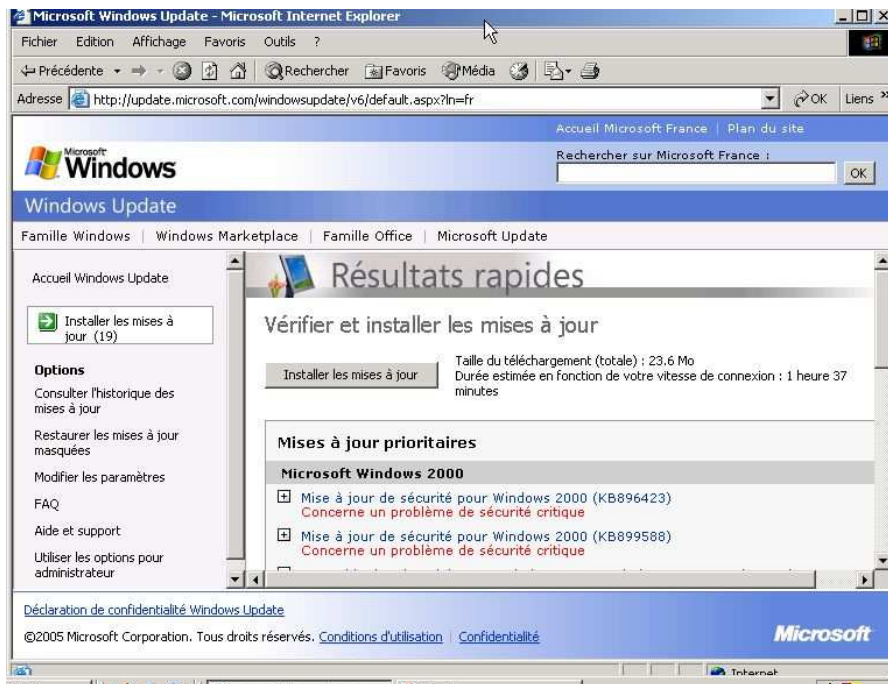 Microsoft Windows Update - Microsoft Internet Explorer
Fichier Edition Affichage Favoris Outils ?
Précédente Rechercher Favoris Média
Adresse http://update.microsoft.com/windowsupdate/v6/default.aspx?ln=fr OK Liens »
Accueil Microsoft France | Plan du site
Microsoft
Windows
Rechercher sur Microsoft France :
OK
Windows Update
Famille Windows | Windows Marketplace | Famille Office | Microsoft Update
Accueil Windows Update
Installer les mises à
jour (19)
Options
Consulter l'historique des
mises à jour
Restaurer les mises à jour
masquées
Modifier les paramètres
FAQ
Aide et support
Utiliser les options pour
administrateur
Résultats rapides
Vérifier et installer les mises à jour
Installer les mises à jour
Taille du téléchargement (totale) : 23.6 Mo
Durée estimée en fonction de votre vitesse de connexion : 1 heure 37
minutes
Mises à jour prioritaires
Microsoft Windows 2000
Mise à jour de sécurité pour Windows 2000 (KB896423)
Concerne un problème de sécurité critique
Mise à jour de sécurité pour Windows 2000 (KB899588)
Concerne un problème de sécurité critique
Déclaration de confidentialité Windows Update
©2005 Microsoft Corporation. Tous droits réservés. Conditions d'utilisation | Confidentialité
Microsoft
Internet